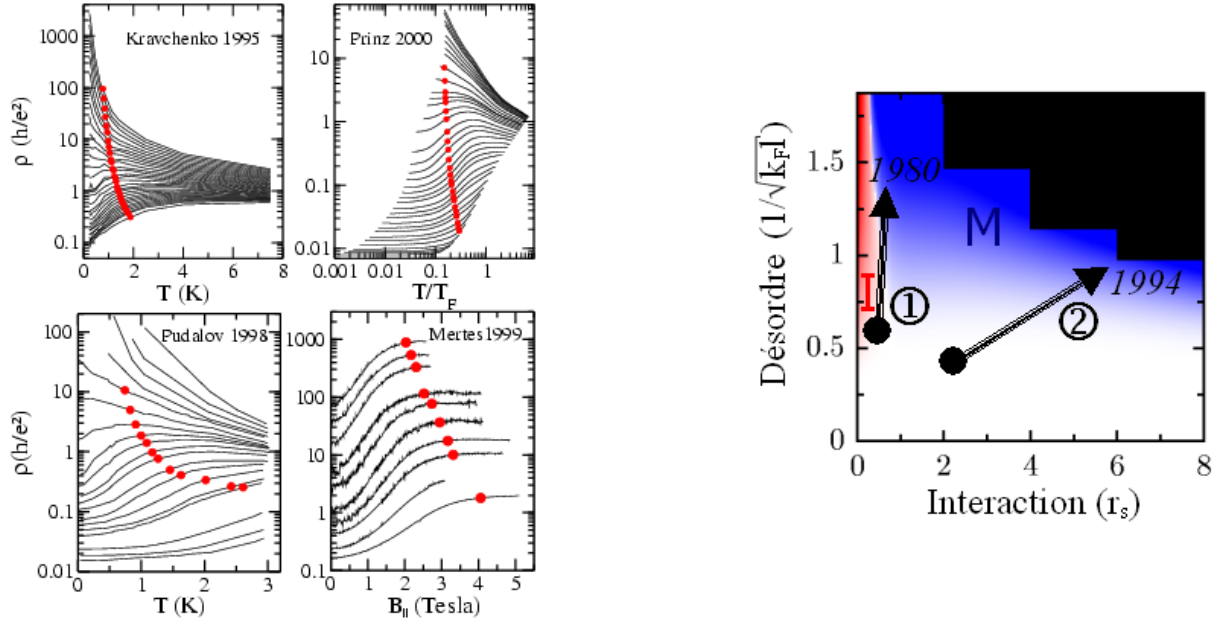 Kravchenko 1995
1000
100
10
1
0.1
ρ (h/e²)
0 2 4 6 8
T (K)
Prinz 2000
10
1
0.1
0.01
0.001 0.01 0.1 1
T/T_F
Pudalov 1998
100
10
1
0.1
0.01
ρ(h/e²)
0 1 2 3
T (K)
Mertes 1999
1000
100
10
1
0.1
0 1 2 3 4 5
B_|| (Tesla)
Désordre (1/√k_Fl)
1.5
1
0.5
0
1980
M
I
1
1994
2
0 2 4 6 8
Interaction (r_s)